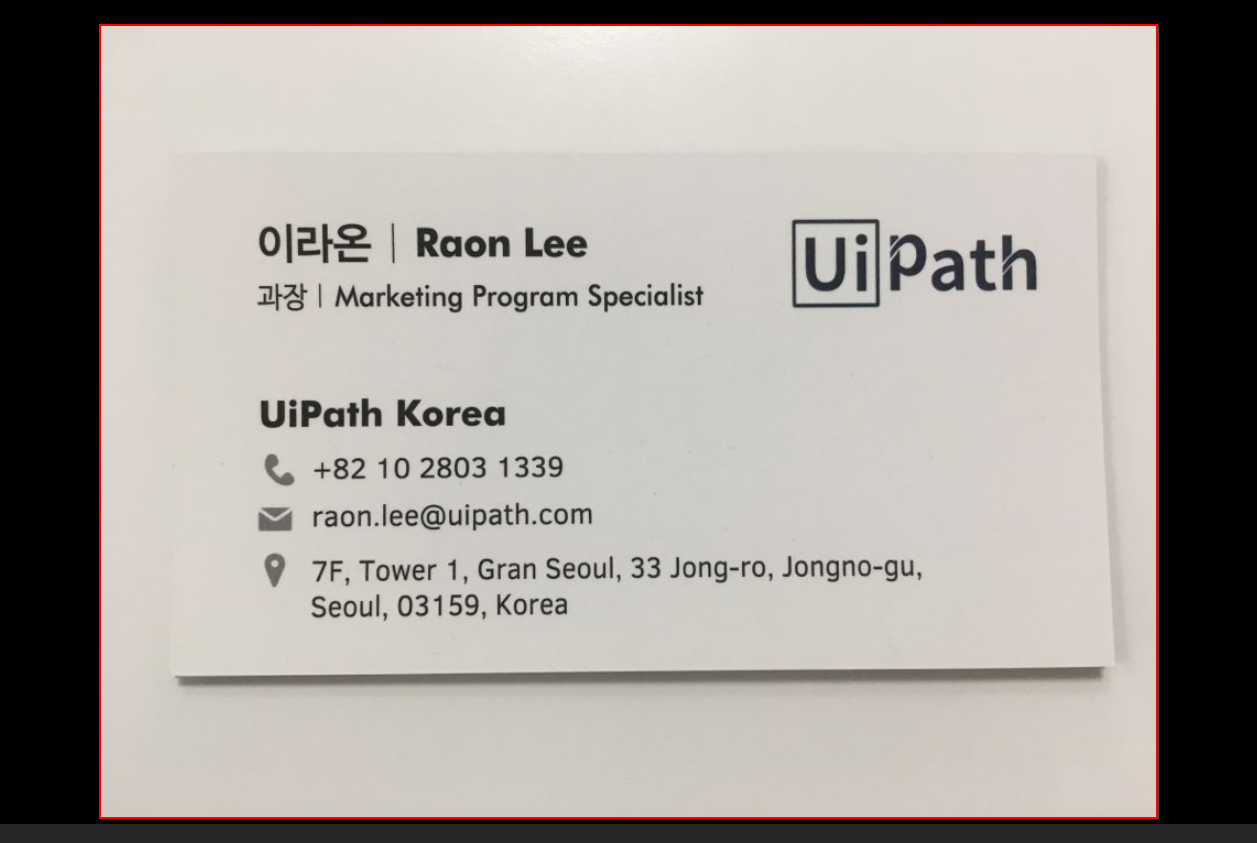 이라온 | Raon Lee
과장 | Marketing Program Specialist
UiPath
UiPath Korea
+82 10 2803 1339
raon.lee@uipath.com
7F, Tower 1, Gran Seoul, 33 Jong-ro, Jongno-gu,
Seoul, 03159, Korea